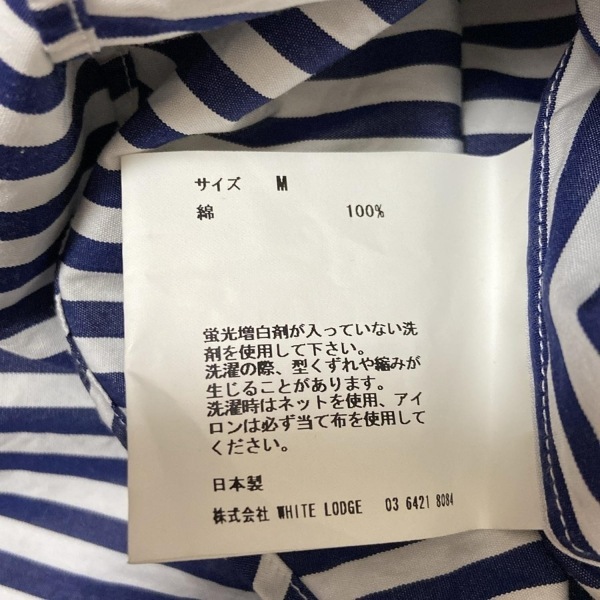 サイズ M
綿 100%
蛍光増白剤が入っていない洗
剤を使用して下さい。
洗濯の際、型くずれや縮みが
生じることがあります。
洗濯時はネットを使用、アイ
ロンは必ず当て布を使用して
ください。
日本製
株式会社 WHITE LODGE 03 6421 8084